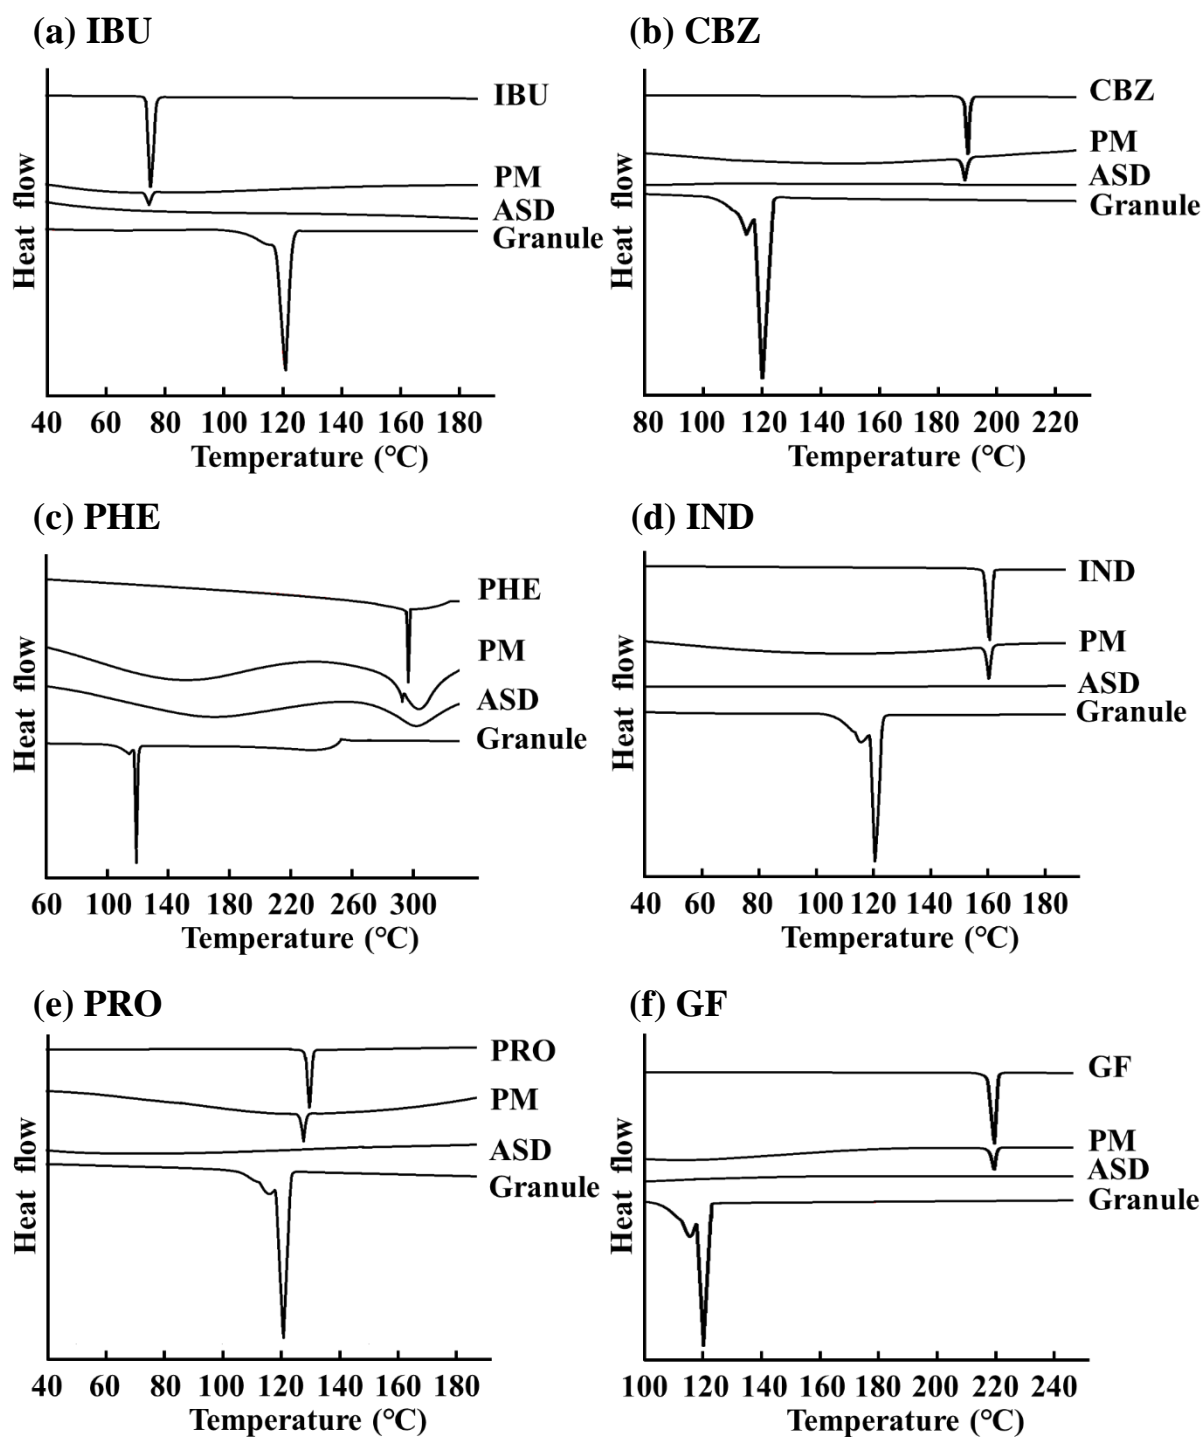 (a) IBU
IBU
PM
ASD
Granule
Heat flow
40 60 80 100 120 140 160 180
Temperature (°C)
(b) CBZ
CBZ
PM
ASD
Granule
Heat flow
80 100 120 140 160 180 200 220
Temperature (°C)
(c) PHE
PHE
PM
ASD
Granule
Heat flow
60 100 140 180 220 260 300
Temperature (°C)
(d) IND
IND
PM
ASD
Granule
Heat flow
40 60 80 100 120 140 160 180
Temperature (°C)
(e) PRO
PRO
PM
ASD
Granule
Heat flow
40 60 80 100 120 140 160 180
Temperature (°C)
(f) GF
GF
PM
ASD
Granule
Heat flow
100 120 140 160 180 200 220 240
Temperature (°C)